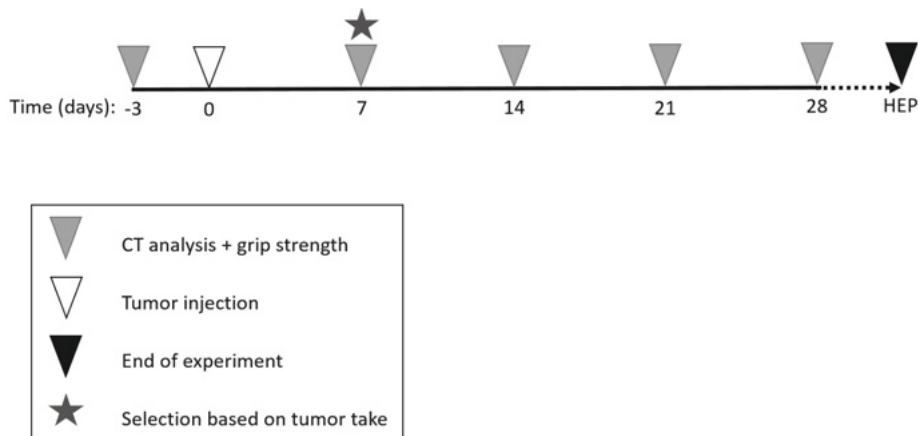 Time (days): -3 0 7 14 21 28 HEP
CT analysis + grip strength
Tumor injection
End of experiment
Selection based on tumor take